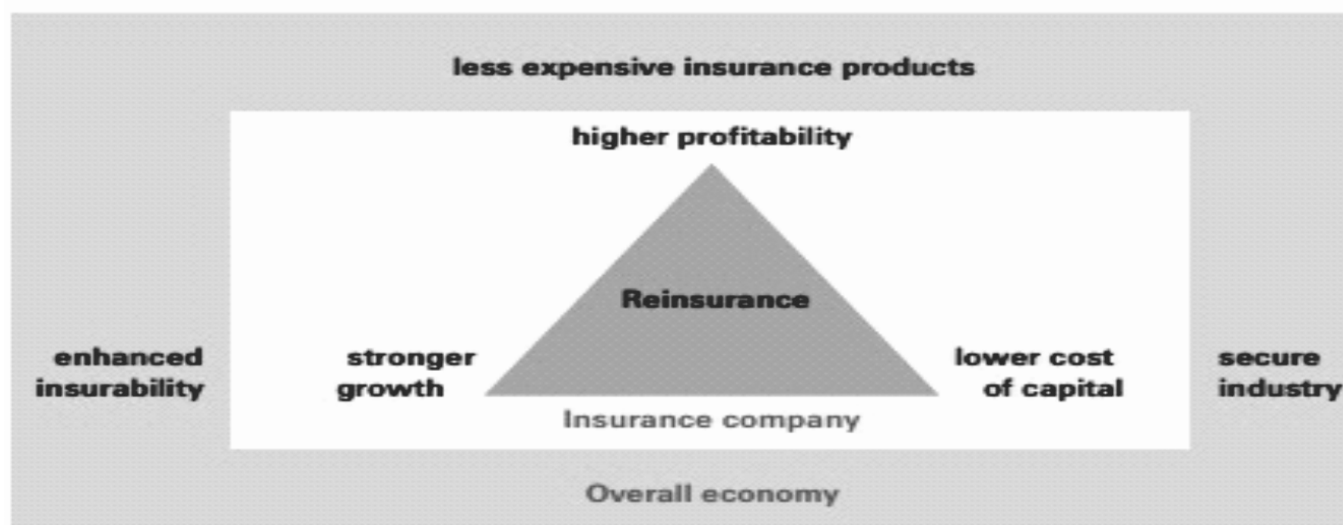 less expensive insurance products
higher profitability
Reinsurance
enhanced
insurability
stronger
growth
lower cost
of capital
secure
industry
Insurance company
Overall economy